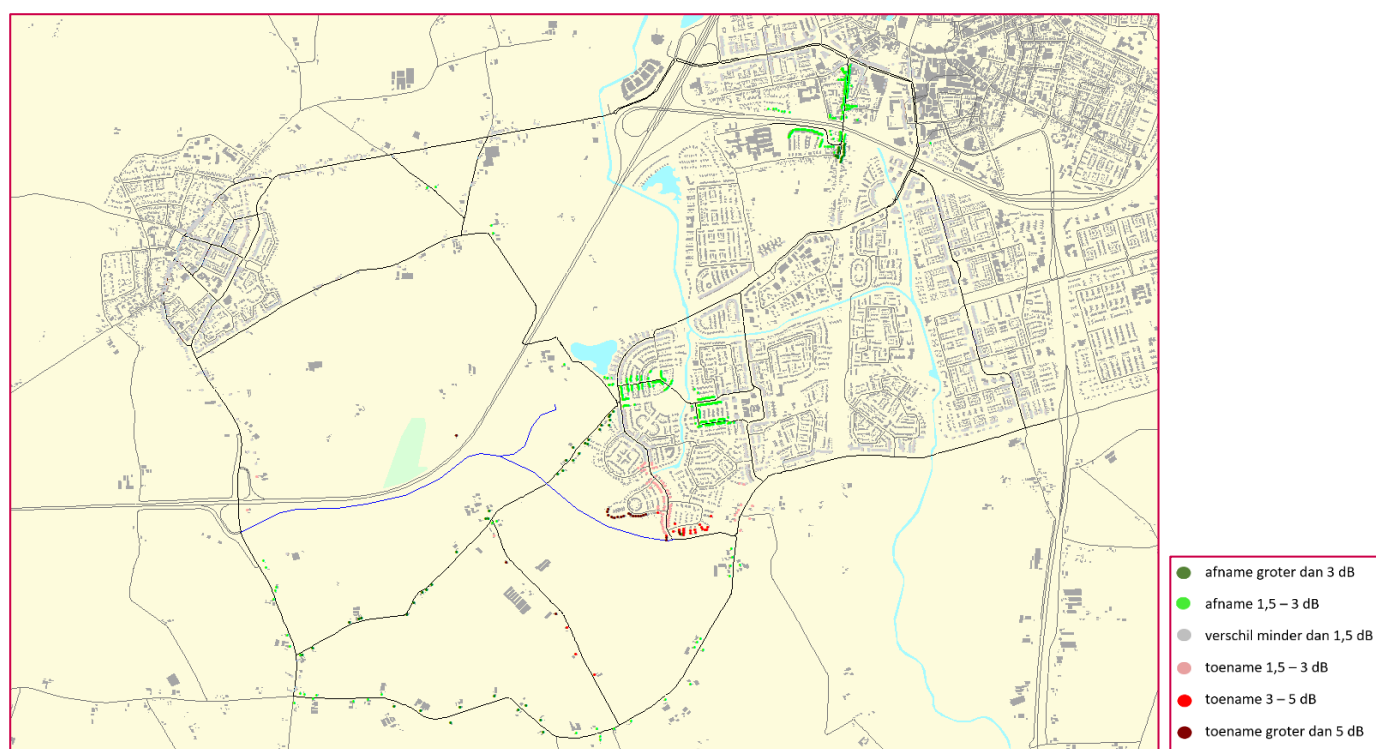 afname groter dan 3 dB
afname 1,5 – 3 dB
verschil minder dan 1,5 dB
toename 1,5 – 3 dB
toename 3 – 5 dB
toename groter dan 5 dB